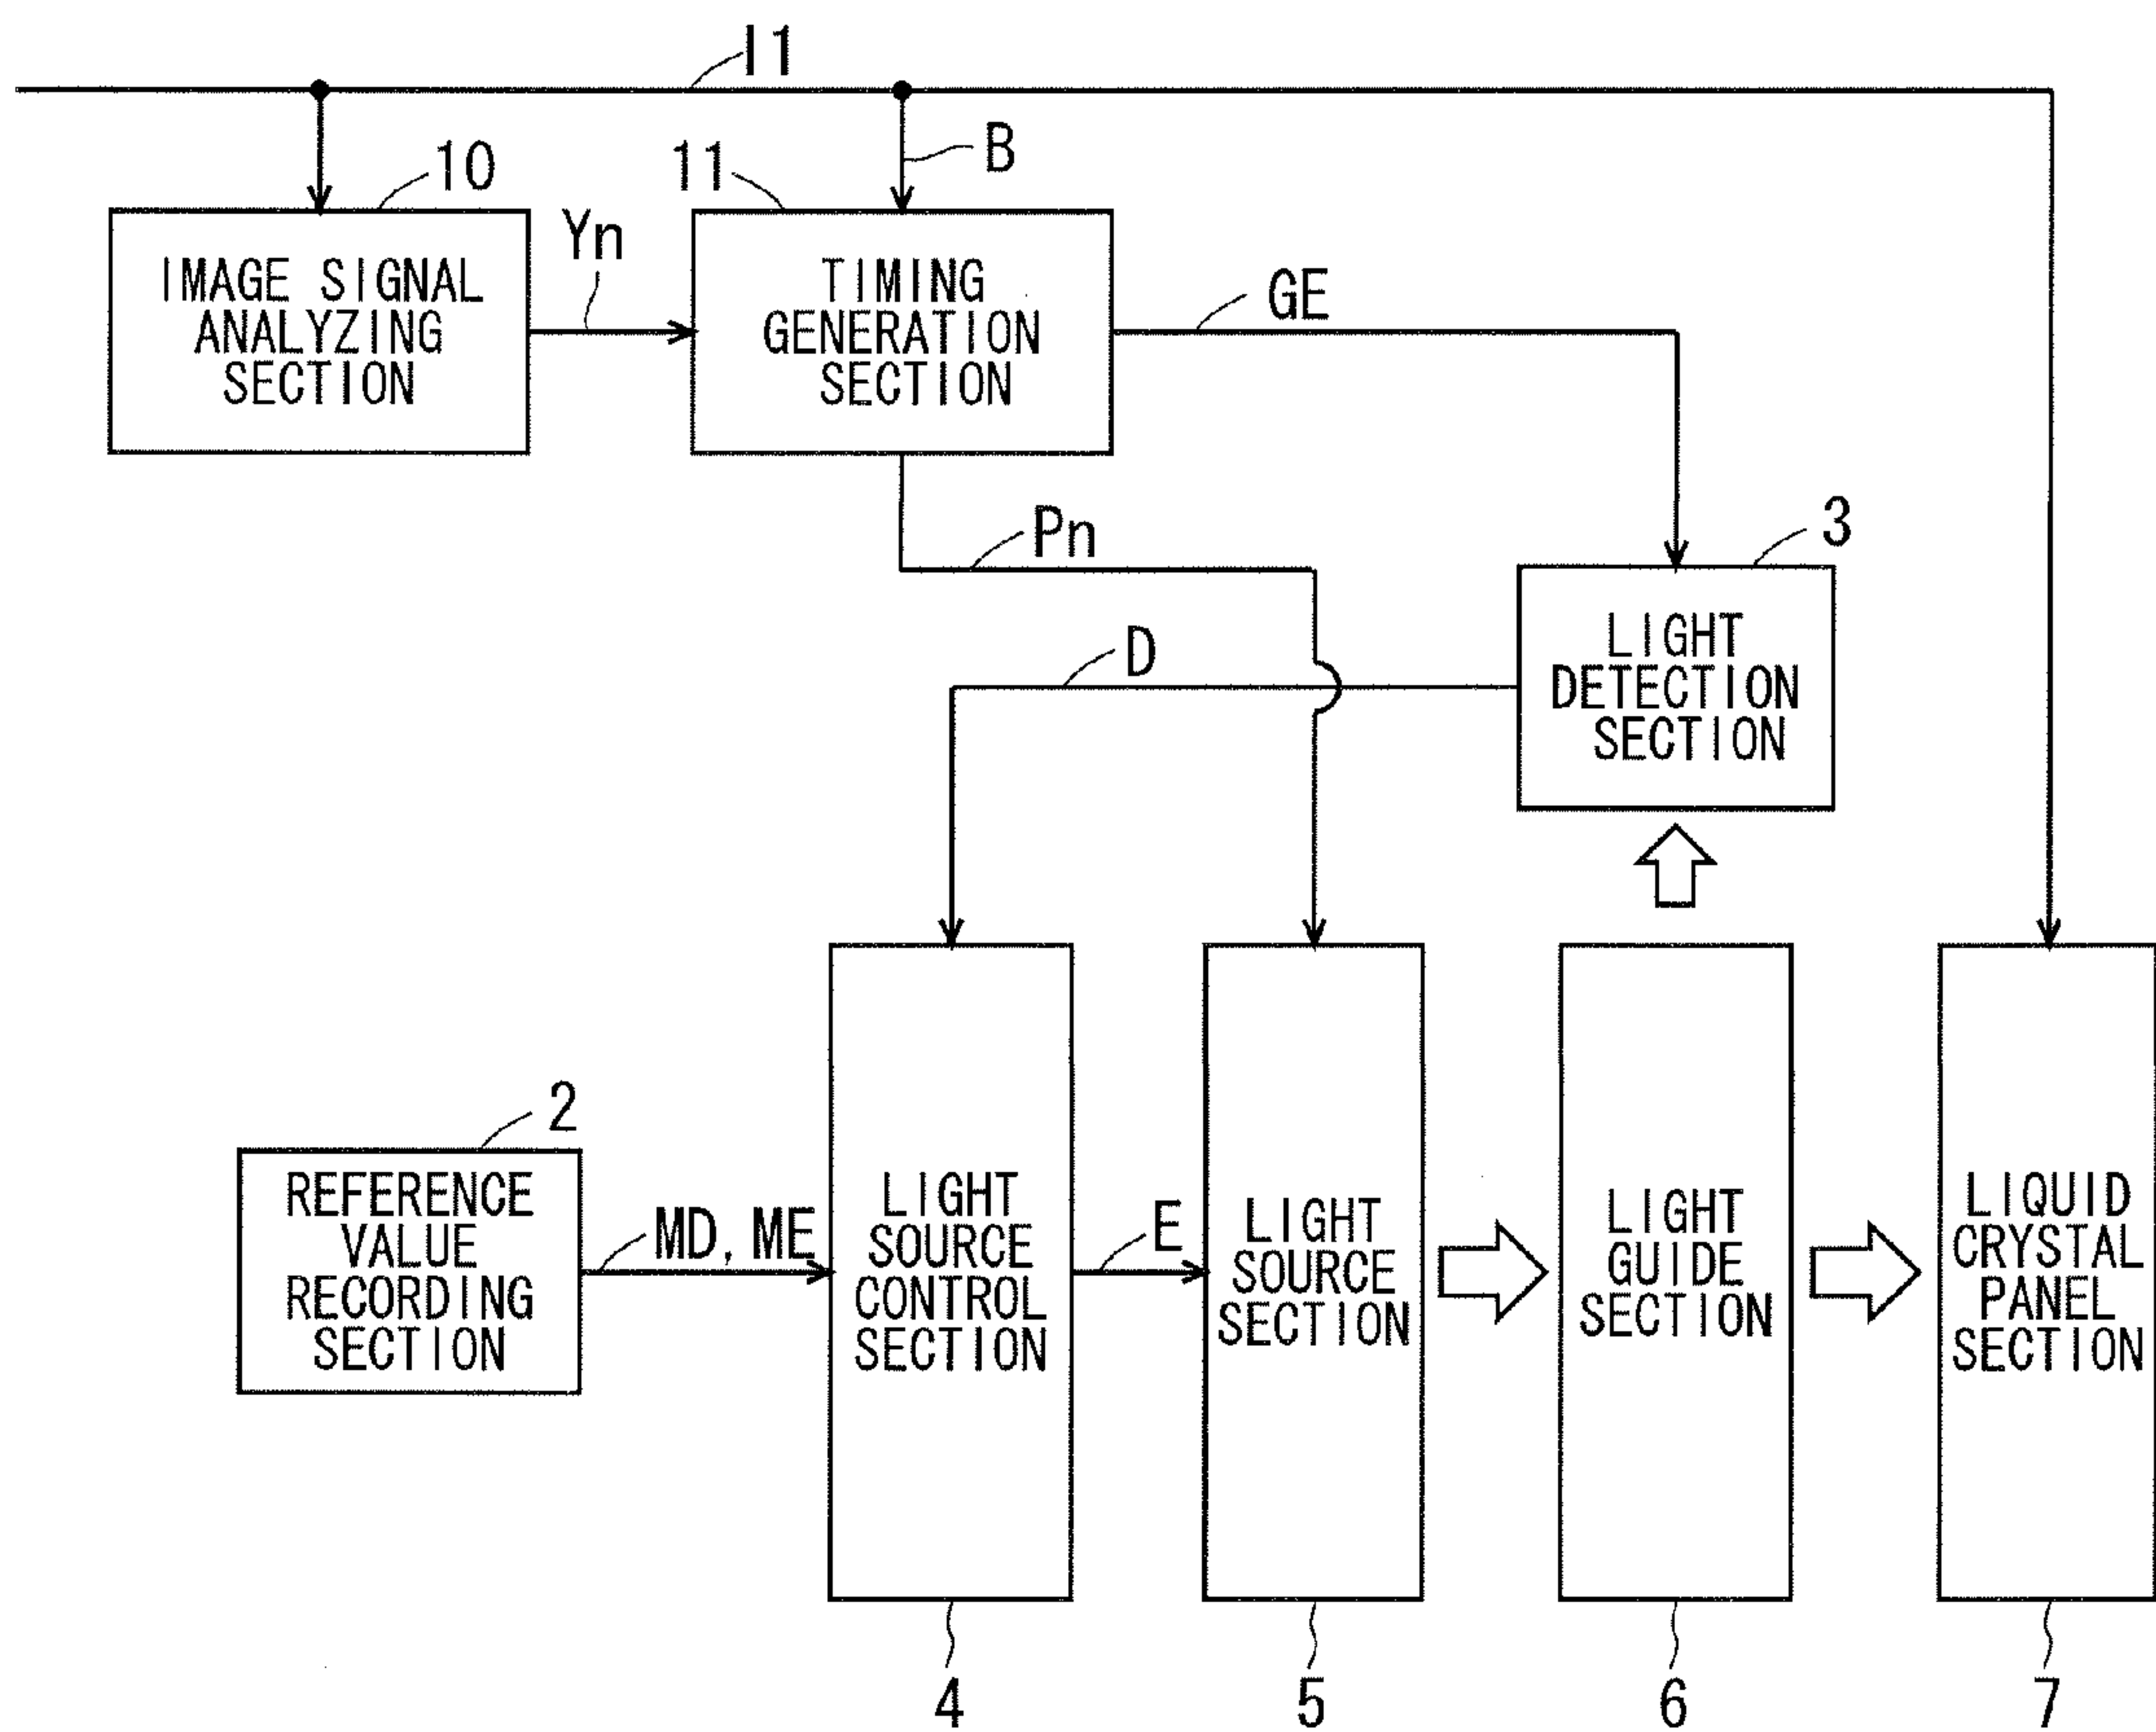 I1
10
11
B
IMAGE SIGNAL
ANALYZING
SECTION
Yn
TIMING
GENERATION
SECTION
GE
Pn
3
D
LIGHT
DETECTION
SECTION
2
REFERENCE
VALUE
RECORDING
SECTION
MD, ME
LIGHT
SOURCE
CONTROL
SECTION
E
LIGHT
SOURCE
SECTION
LIGHT
GUIDE
SECTION
LIQUID
CRYSTAL
PANEL
SECTION
4
5
6
7